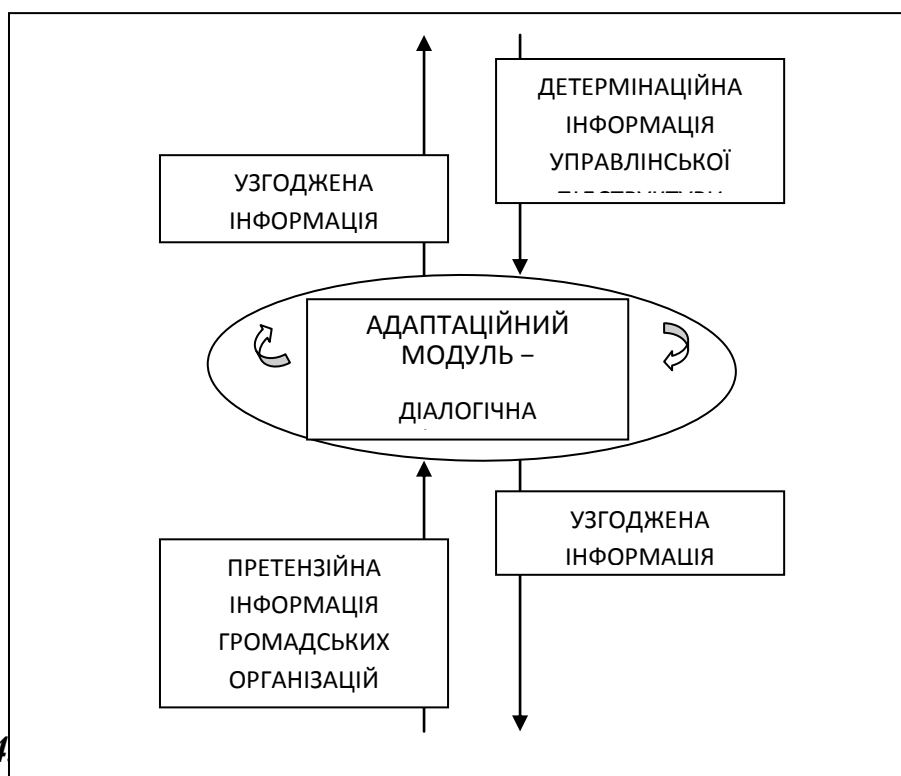 ДЕТЕРМІНАЦІЙНА
ІНФОРМАЦІЯ
УПРАВЛІНСЬКОЇ
УЗГОДЖЕНА
ІНФОРМАЦІЯ
АДАПТАЦІЙНИЙ
МОДУЛЬ –
ДІАЛОГІЧНА
УЗГОДЖЕНА
ІНФОРМАЦІЯ
ПРЕТЕНЗІЙНА
ІНФОРМАЦІЯ
ГРОМАДСЬКИХ
ОРГАНІЗАЦІЙ